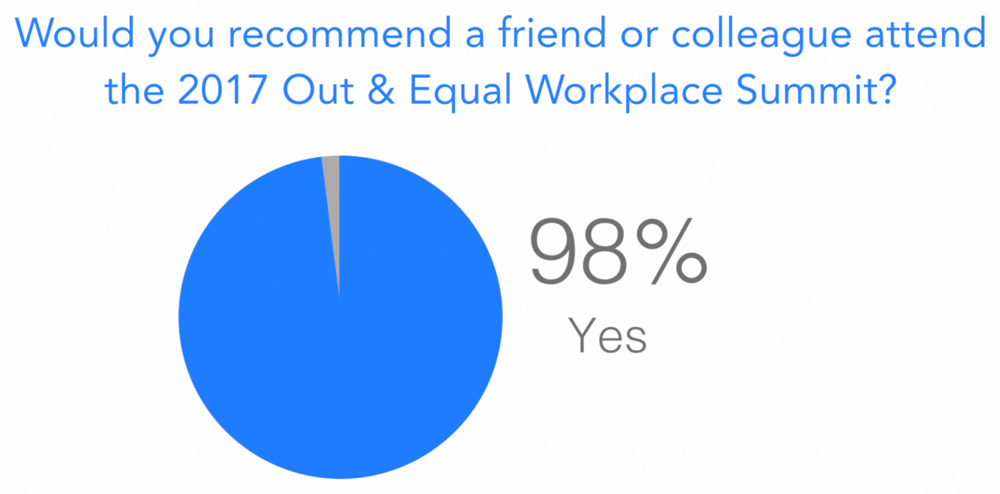 Would you recommend a friend or colleague attend
the 2017 Out & Equal Workplace Summit?
98%
Yes